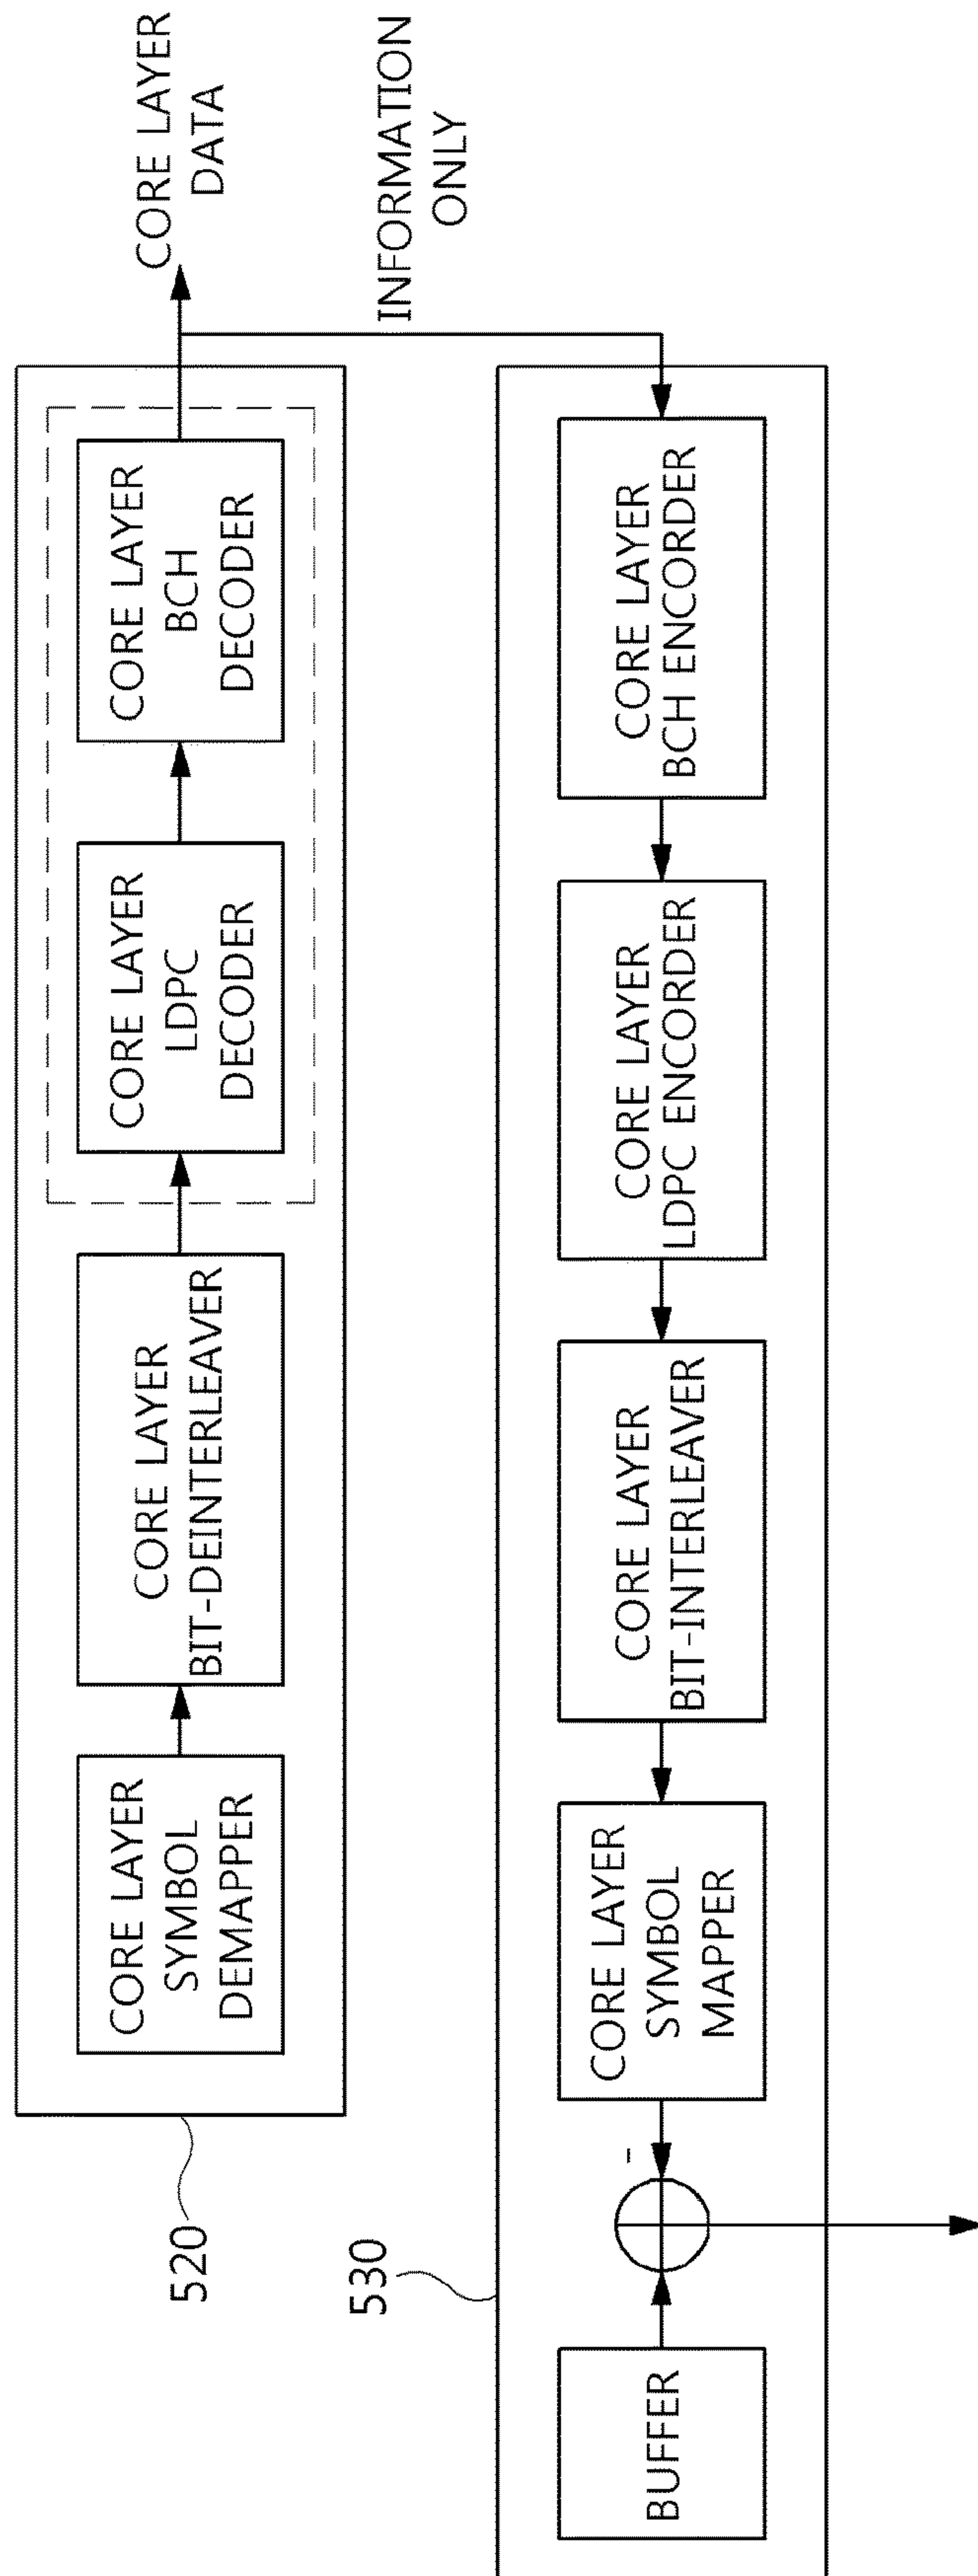 CORE LAYER
SYMBOL
DEMAPPER
CORE LAYER
BIT-DEINTERLEAVER
CORE LAYER
LDPC
DECODER
CORE LAYER
BCH
DECODER
CORE LAYER
DATA
520
INFORMATION
ONLY
530
BUFFER
-
CORE LAYER
SYMBOL
MAPPER
CORE LAYER
BIT-INTERLEAVER
CORE LAYER
LDPC ENCORDER
CORE LAYER
BCH ENCORDER